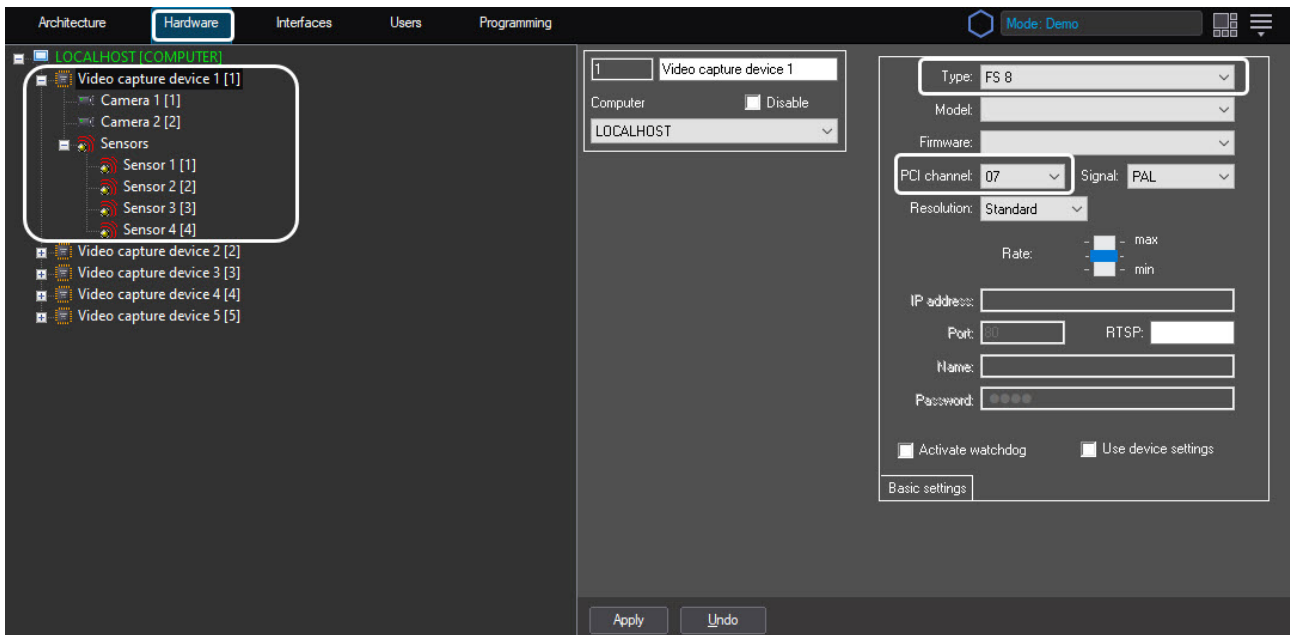 Architecture Hardware Interfaces Users Programming Mode: Demo
LOCALHOST [COMPUTER]
Video capture device 1 [1]
Camera 1 [1]
Camera 2 [2]
Sensors
Sensor 1 [1]
Sensor 2 [2]
Sensor 3 [3]
Sensor 4 [4]
Video capture device 2 [2]
Video capture device 3 [3]
Video capture device 4 [4]
Video capture device 5 [5]
1 Video capture device 1
Computer Disable
LOCALHOST
Type: FS 8
Model:
Firmware:
PCI channel: 07 Signal: PAL
Resolution: Standard
Rate: max
min
IP address:
Port: 80 RTSP:
Name:
Password:
Activate watchdog Use device settings
Basic settings
Apply Undo